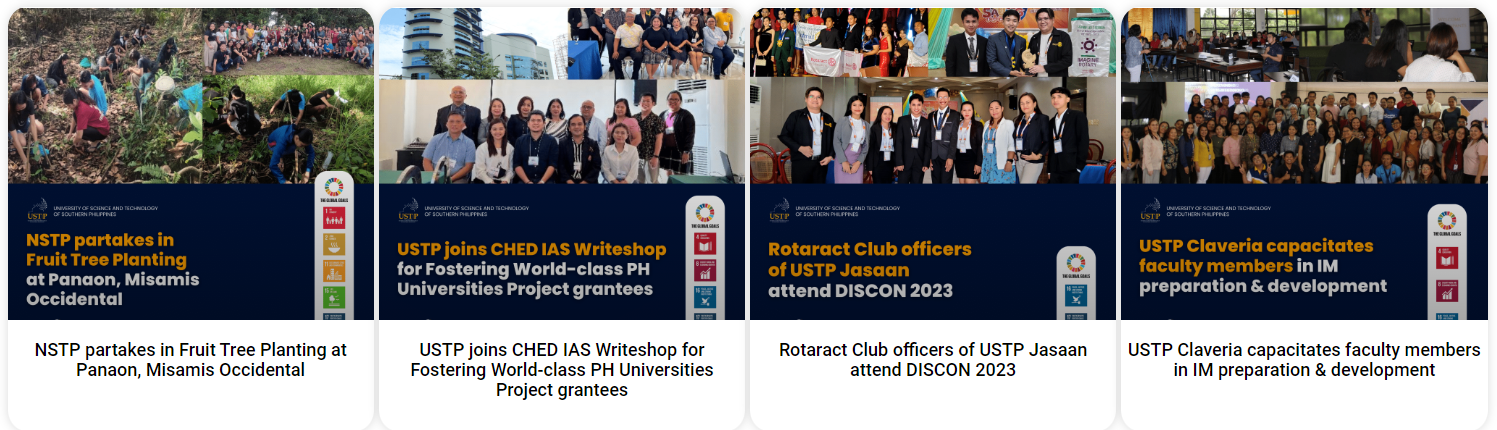 UNIVERSITY OF SCIENCE AND TECHNOLOGY
OF SOUTHERN PHILIPPINES
USTP
NSTP partakes in
Fruit Tree Planting
at Panaon, Misamis
Occidental
THE GLOBAL GOALS
1
NSTP partakes in Fruit Tree Planting at
Panaon, Misamis Occidental
UNIVERSITY OF SCIENCE AND TECHNOLOGY
OF SOUTHERN PHILIPPINES
USTP
USTP joins CHED IAS Writeshop
for Fostering World-class PH
Universities Project grantees
THE GLOBAL GOALS
4
USTP joins CHED IAS Writeshop for
Fostering World-class PH Universities
Project grantees
UNIVERSITY OF SCIENCE AND TECHNOLOGY
OF SOUTHERN PHILIPPINES
USTP
Rotaract Club officers
of USTP Jasaan
attend DISCON 2023
THE GLOBAL GOALS
Rotaract Club officers of USTP Jasaan
attend DISCON 2023
UNIVERSITY OF SCIENCE AND TECHNOLOGY
OF SOUTHERN PHILIPPINES
USTP
USTP Claveria capacitates
faculty members in IM
preparation & development
THE GLOBAL GOALS
4
USTP Claveria capacitates faculty members
in IM preparation & development